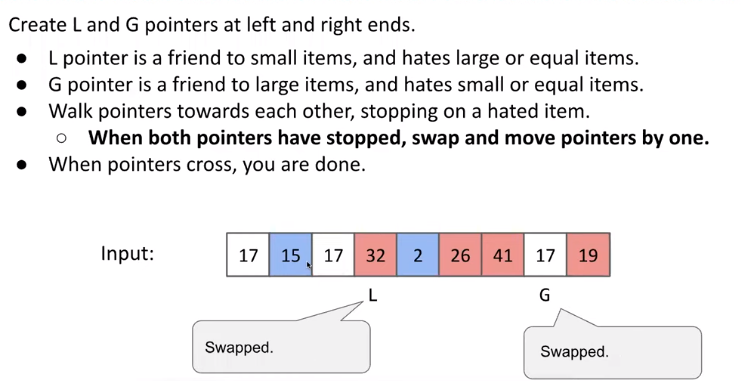 Create L and G pointers at left and right ends.
● L pointer is a friend to small items, and hates large or equal items.
● G pointer is a friend to large items, and hates small or equal items.
● Walk pointers towards each other, stopping on a hated item.
○ When both pointers have stopped, swap and move pointers by one.
● When pointers cross, you are done.
Input: 17 15 17 32 2 26 41 17 19
L G
Swapped. Swapped.